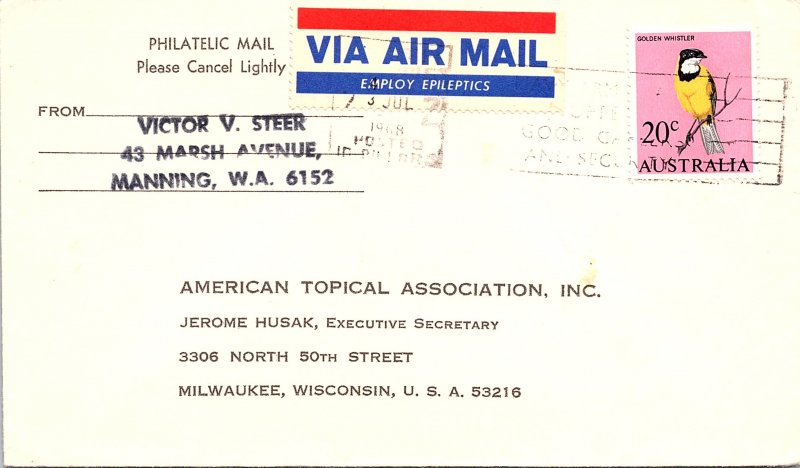 PHILATELIC MAIL
Please Cancel Lightly
VIA AIR MAIL
EMPLOY EPILEPTICS
FROM
VICTOR V. STEER
43 MARSH AVENUE,
MANNING, W.A. 6152
3 JUL
1968
POSTED
GOOD
AND
GOLDEN WHISTLER
20c
AUSTRALIA
AMERICAN TOPICAL ASSOCIATION, INC.
JEROME HUSAK, EXECUTIVE SECRETARY
3306 NORTH 50TH STREET
MILWAUKEE, WISCONSIN, U. S. A. 53216